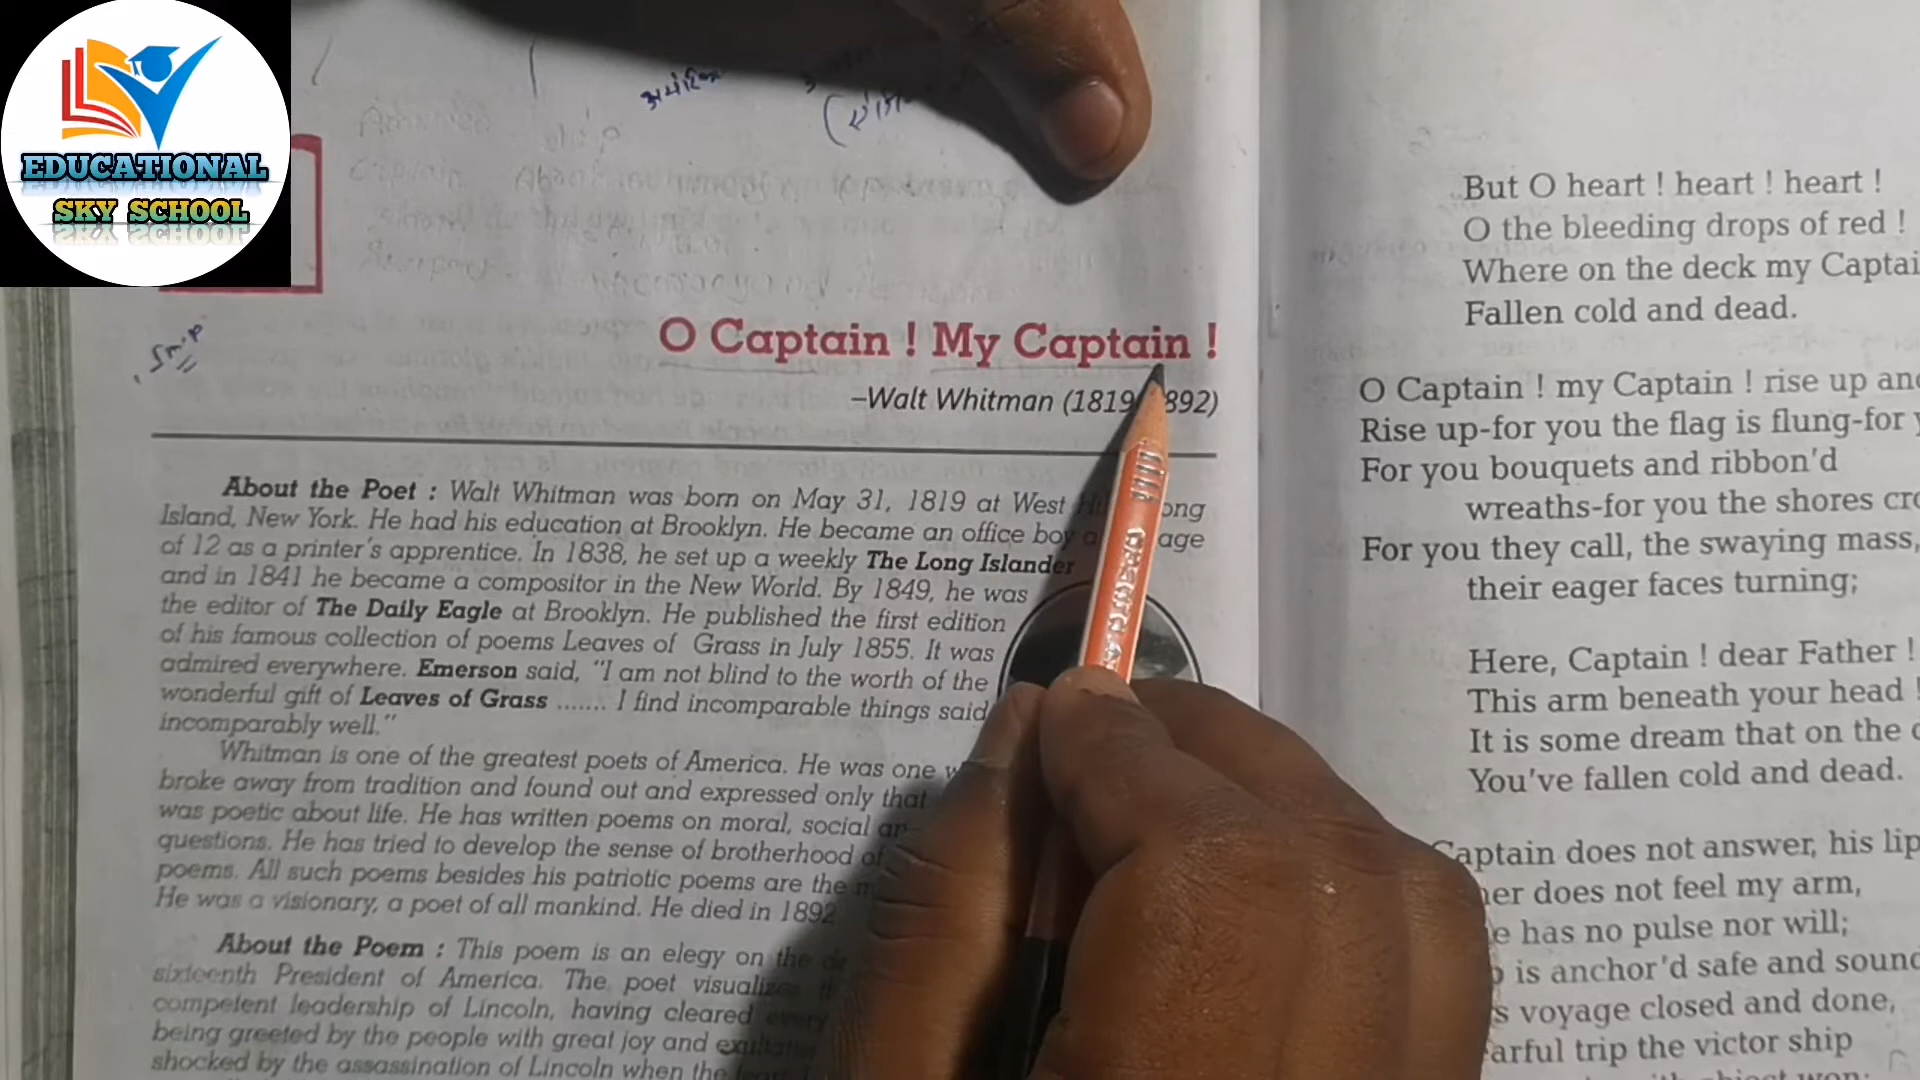 EDUCATIONAL
SKY SCHOOL
Ship
O Captain ! My Captain !
–Walt Whitman (1819 892)
About the Poet : Walt Whitman was born on May 31, 1819 at West ong
Island, New York. He had his education at Brooklyn. He became an office boy age
of 12 as a printer's apprentice. In 1838, he set up a weekly The Long Islander
and in 1841 he became a compositor in the New World. By 1849, he was
the editor of The Daily Eagle at Brooklyn. He published the first edition
of his famous collection of poems Leaves of Grass in July 1855. It was
admired everywhere. Emerson said, "I am not blind to the worth of the
wonderful gift of Leaves of Grass ....... I find incomparable things said
incomparably well."
Whitman is one of the greatest poets of America. He was one
broke away from tradition and found out and expressed only that
was poetic about life. He has written poems on moral, social
questions. He has tried to develop the sense of brotherhood
poems. All such poems besides his patriotic poems are the
He was a visionary, a poet of all mankind. He died in 1892
About the Poem : This poem is an elegy on the
sixteenth President of America. The poet
competent leadership of Lincoln, having cleared
being greeted by the people with great joy and
shocked by the assassination of Lincoln when the
But O heart ! heart ! heart !
O the bleeding drops of red !
Where on the deck my Captai
Fallen cold and dead.
O Captain ! my Captain ! rise up an
Rise up-for you the flag is flung-for
For you bouquets and ribbon'd
wreaths-for you the shores cr
For you they call, the swaying mass,
their eager faces turning;
Here, Captain ! dear Father !
This arm beneath your head !
It is some dream that on the
You've fallen cold and dead.
Captain does not answer, his lip
her does not feel my arm,
e has no pulse nor will;
p is anchor'd safe and sound
s voyage closed and done,
earful trip the victor ship